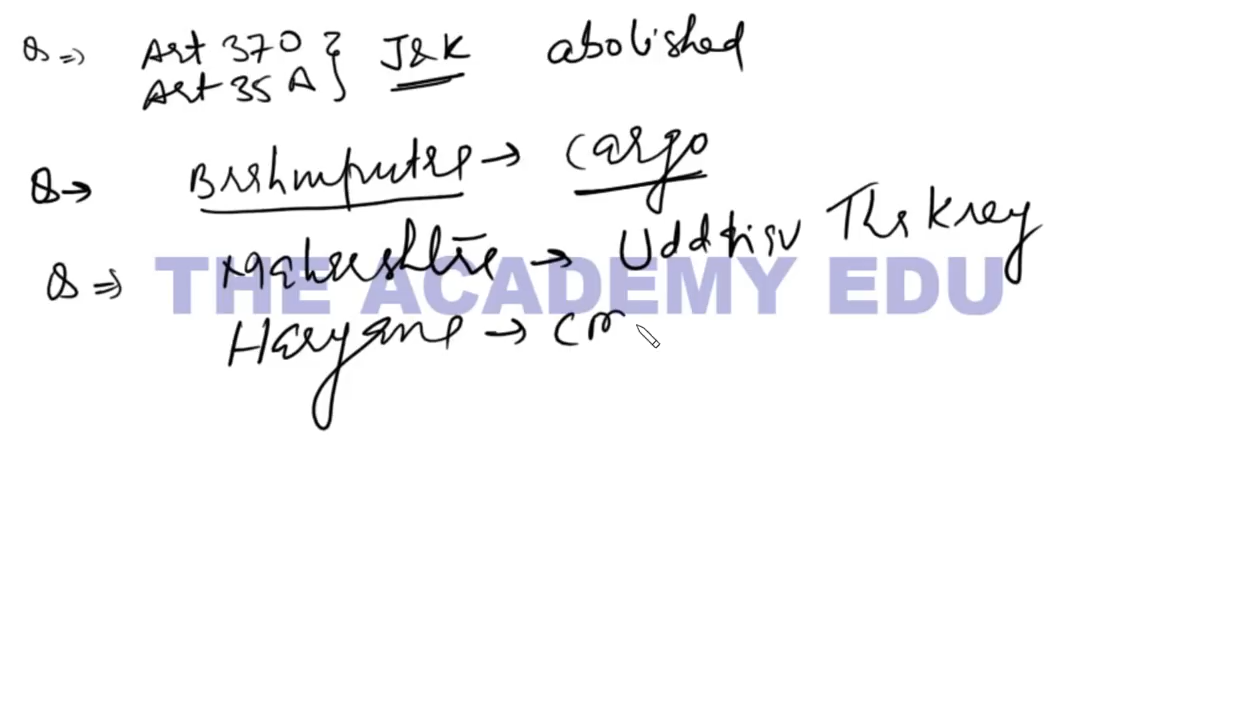 Q ⇒ Art 370 } J&K abolished
Art 35 A }
Q → Brahmputra → Cargo
Q ⇒ Maharashtra → Uddhav Thakrey
THE ACADEMY EDU
Haryana → CM